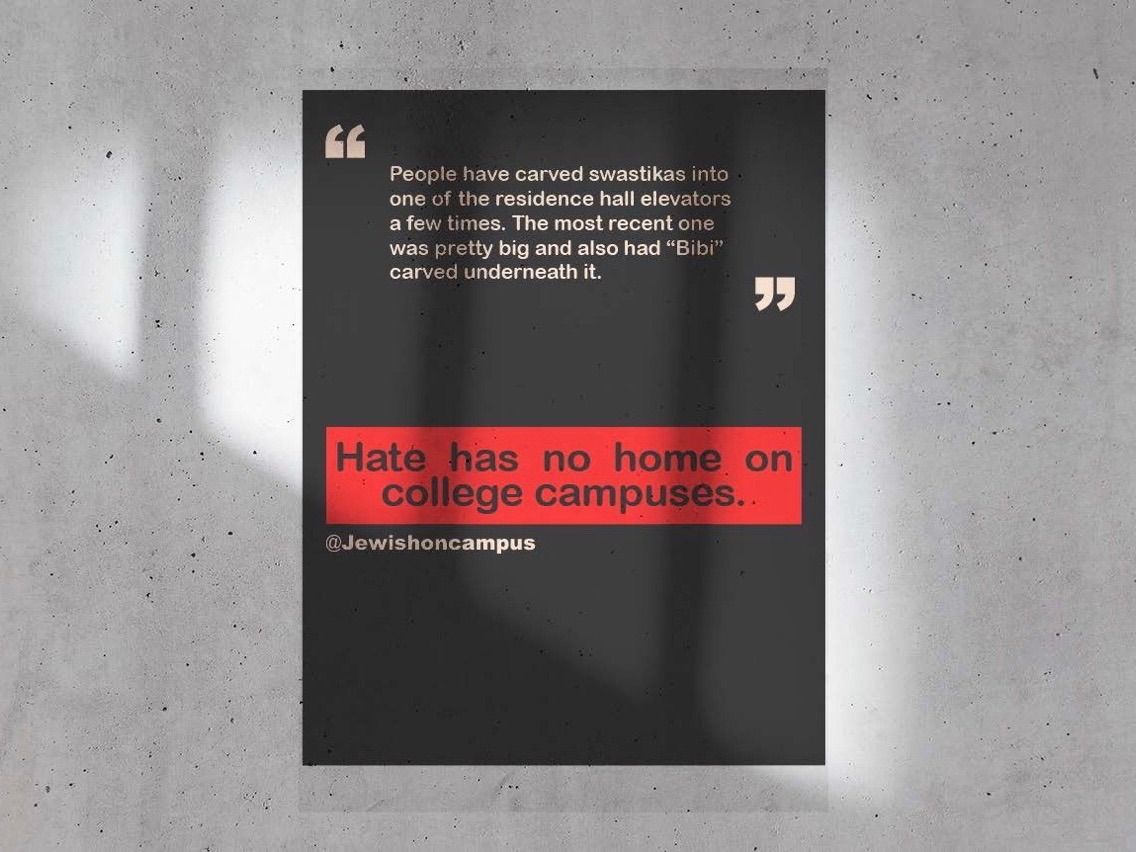 “
People have carved swastikas into
one of the residence hall elevators
a few times. The most recent one
was pretty big and also had “Bibi”
carved underneath it.
”
Hate has no home on
college campuses.
@Jewishoncampus